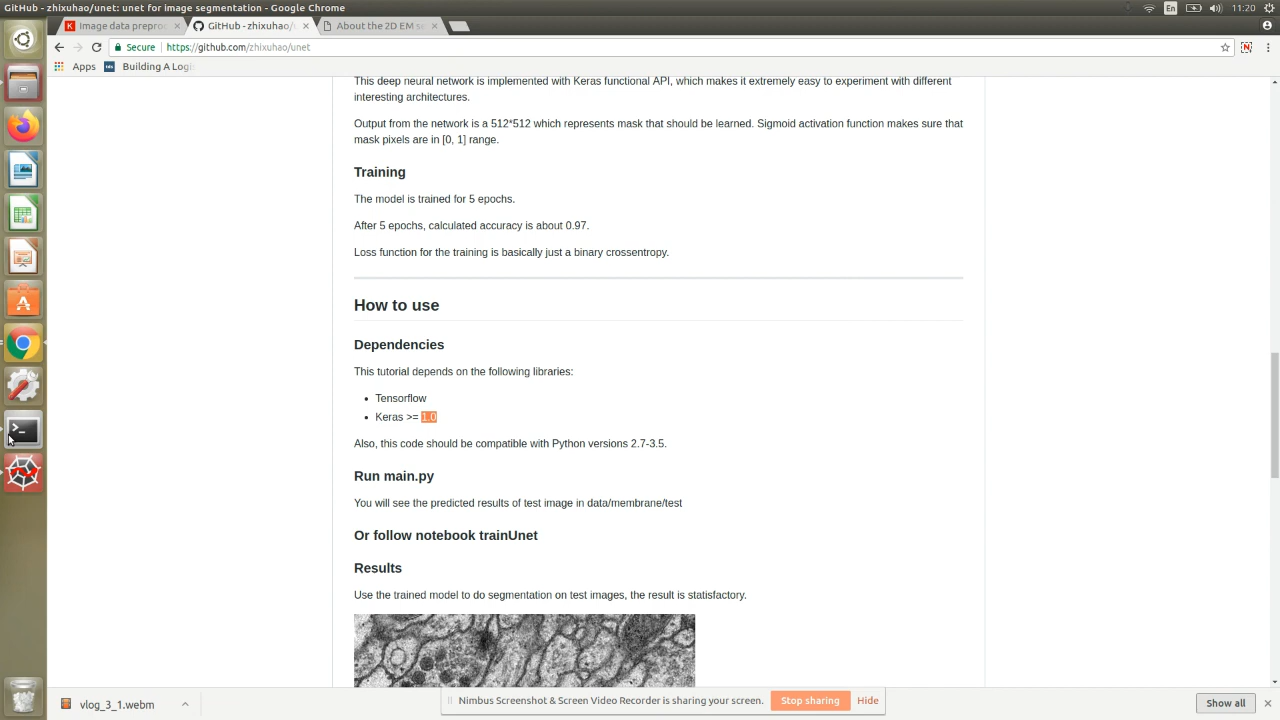 GitHub - zhixuhao/unet: unet for image segmentation - Google Chrome
En
11:20
Image data preproc
GitHub - zhixuhao/u
About the 2D EM se
Secure
https://github.com/zhixuhao/unet
Apps
Building A Logi
This deep neural network is implemented with Keras functional API, which makes it extremely easy to experiment with different
interesting architectures.
Output from the network is a 512*512 which represents mask that should be learned. Sigmoid activation function makes sure that
mask pixels are in [0, 1] range.
Training
The model is trained for 5 epochs.
After 5 epochs, calculated accuracy is about 0.97.
Loss function for the training is basically just a binary crossentropy.
How to use
Dependencies
This tutorial depends on the following libraries:
• Tensorflow
• Keras >= 1.0
Also, this code should be compatible with Python versions 2.7-3.5.
Run main.py
You will see the predicted results of test image in data/membrane/test
Or follow notebook trainUnet
Results
Use the trained model to do segmentation on test images, the result is statisfactory.
Nimbus Screenshot & Screen Video Recorder is sharing your screen.
Stop sharing
Hide
vlog_3_1.webm
Show all